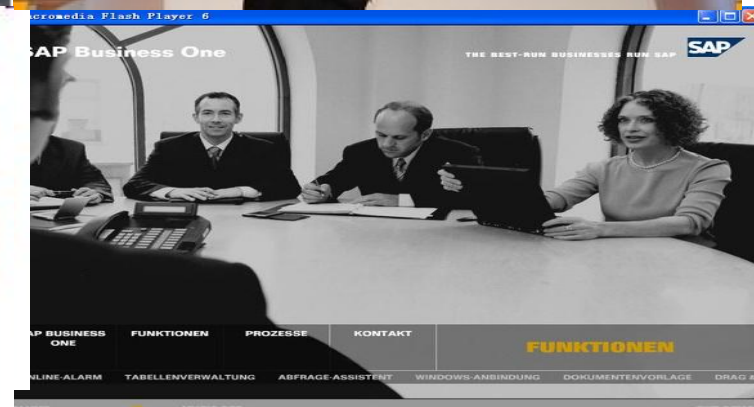 acromedia Flash Player 6
SAP Business One
THE BEST-RUN BUSINESSES RUN SAP
SAP
AP BUSINESS ONE
FUNKTIONEN
PROZESSE
KONTAKT
FUNKTIONEN
NLINE-ALARM TABELLENVERWALTUNG ABFRAGE-ASSISTENT WINDOWS-ANBINDUNG DOKUMENTENVORLAGE DRAG &